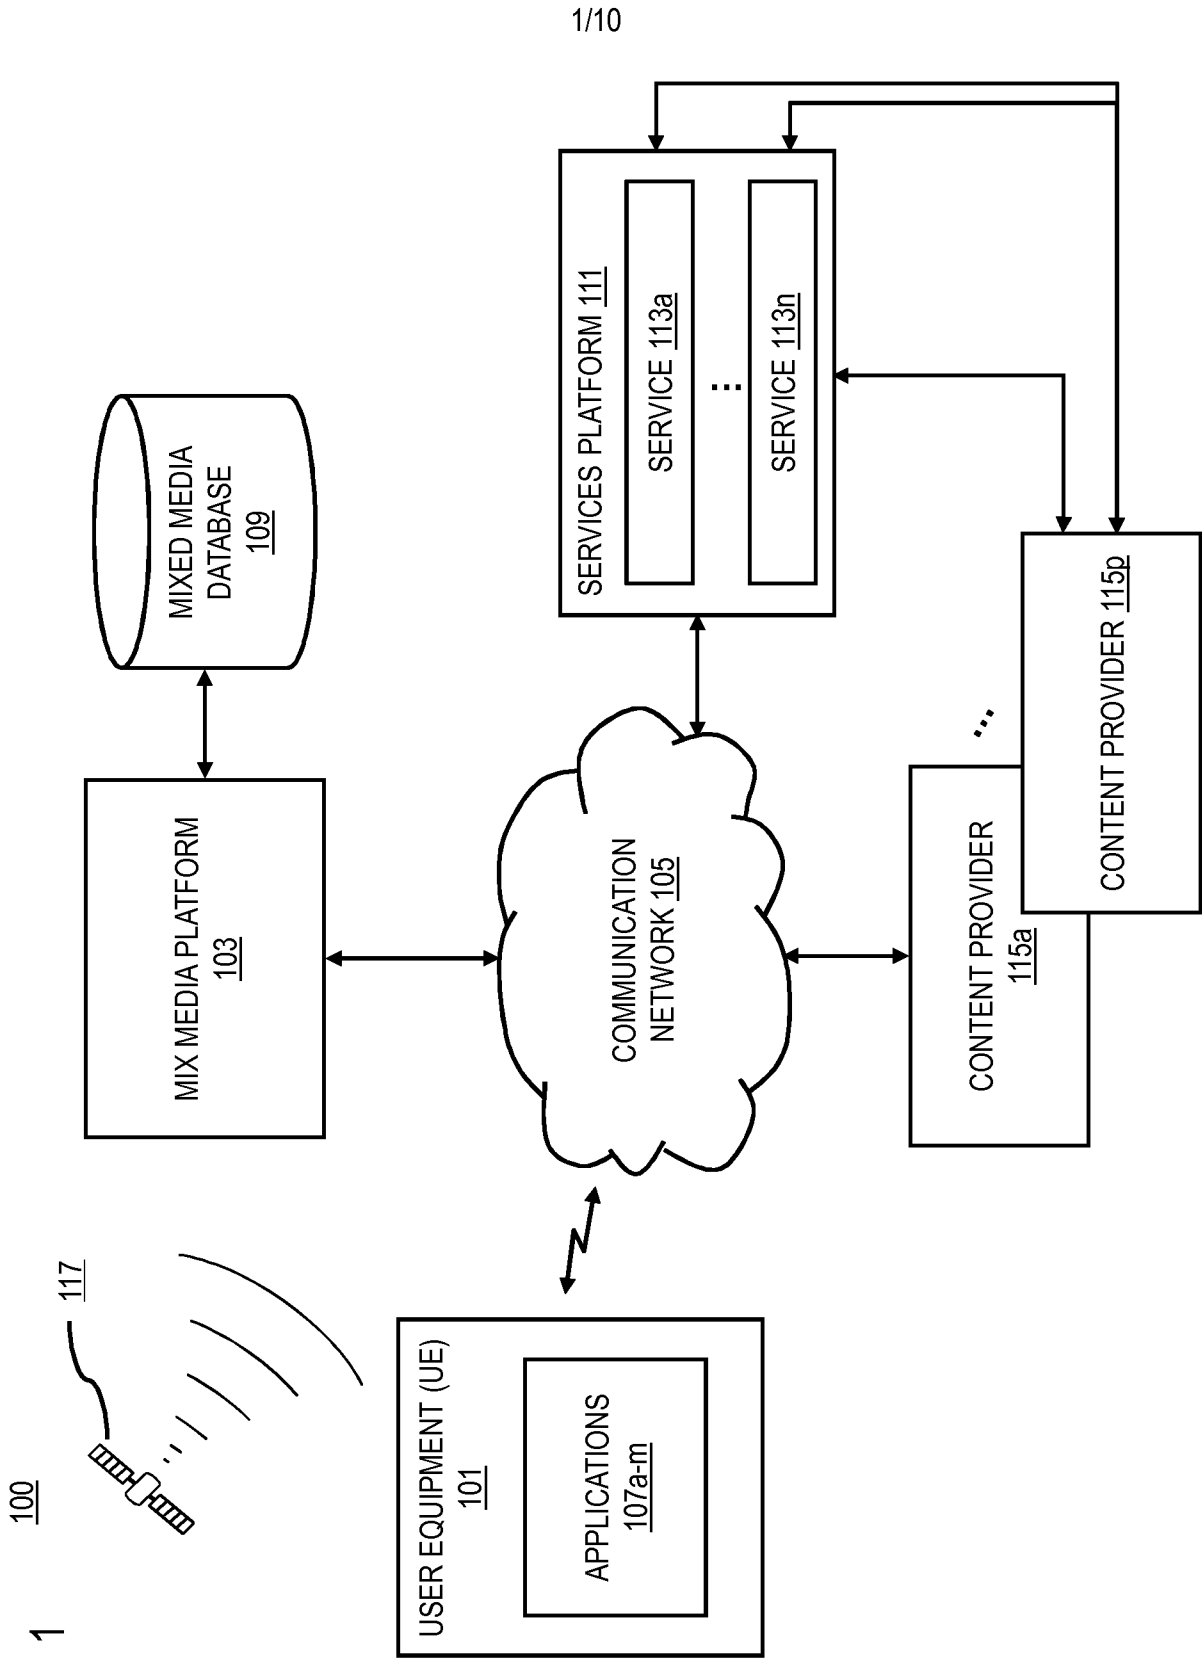 1/10
1
100
117
MIX MEDIA PLATFORM
103
MIXED MEDIA
DATABASE
109
USER EQUIPMENT (UE)
101
APPLICATIONS
107a-m
COMMUNICATION
NETWORK 105
SERVICES PLATFORM 111
SERVICE 113a
...
SERVICE 113n
CONTENT PROVIDER
115a
...
CONTENT PROVIDER 115p